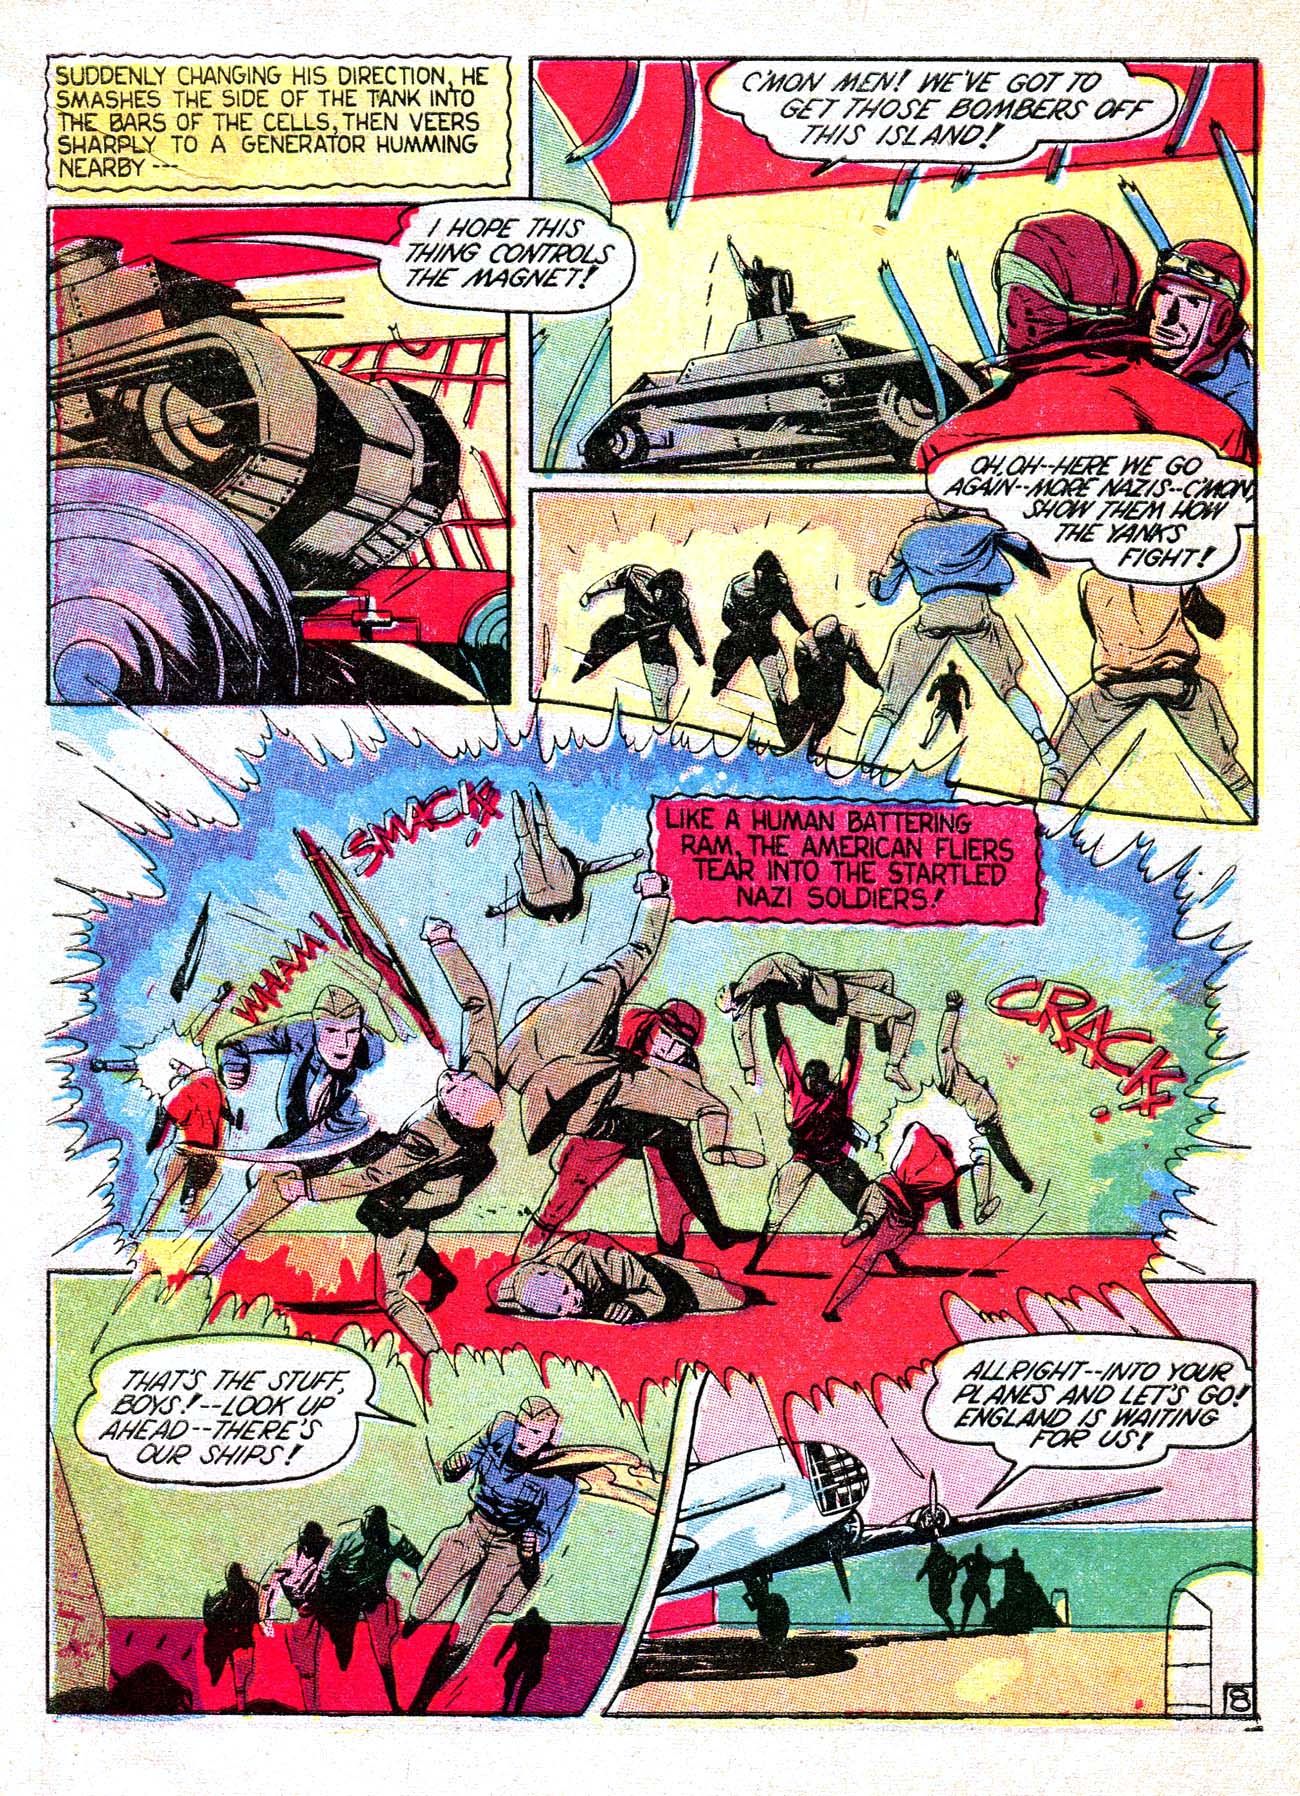 SUDDENLY CHANGING HIS DIRECTION, HE
SMASHES THE SIDE OF THE TANK INTO
THE BARS OF THE CELLS, THEN VEERS
SHARPLY TO A GENERATOR HUMMING
NEARBY ---
I HOPE THIS
THING CONTROLS
THE MAGNET!
C'MON MEN! WE'VE GOT TO
GET THOSE BOMBERS OFF
THIS ISLAND!
OH, OH--HERE WE GO
AGAIN--MORE NAZIS--C'MON,
SHOW THEM HOW
THE YANKS
FIGHT!
SMACK!
WHAM!
LIKE A HUMAN BATTERING
RAM, THE AMERICAN FLIERS
TEAR INTO THE STARTLED
NAZI SOLDIERS!
CRACK!
THAT'S THE STUFF,
BOYS!--LOOK UP
AHEAD--THERE'S
OUR SHIPS!
ALLRIGHT--INTO YOUR
PLANES AND LET'S GO!
ENGLAND IS WAITING
FOR US!
8